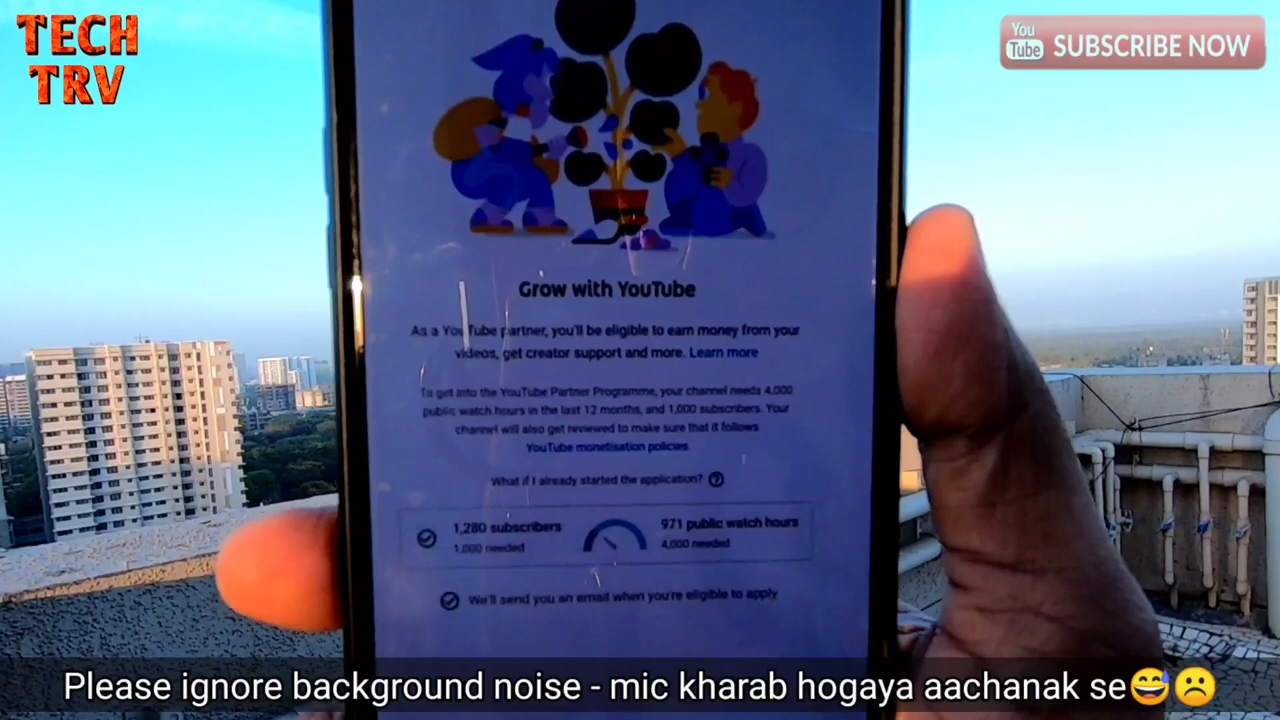 TECH
TRV
You
Tube SUBSCRIBE NOW
Grow with YouTube
As a YouTube partner, you'll be eligible to earn money from your
videos, get creator support and more. Learn more
To get into the YouTube Partner Programme, your channel needs 4,000
public watch hours in the last 12 months, and 1,000 subscribers. Your
channel will also get reviewed to make sure that it follows
YouTube monetisation policies.
What if I already started the application? ?
1,280 subscribers
1,000 needed
971 public watch hours
4,000 needed
We'll send you an email when you're eligible to apply
Please ignore background noise - mic kharab hogaya aachanak se😅☹️